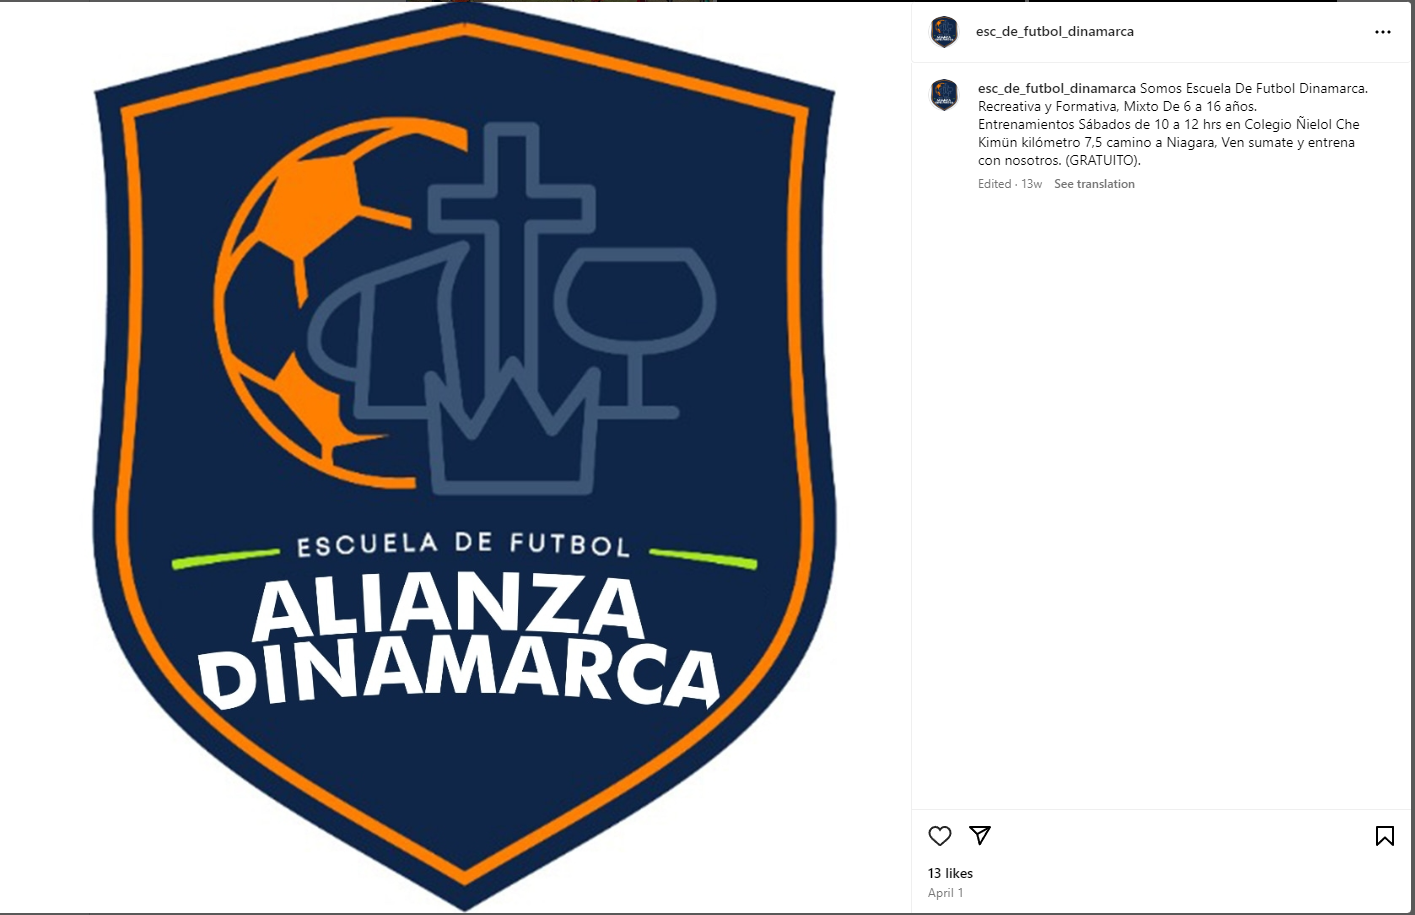 ESCUELA DE FUTBOL
ALIANZA
DINAMARCA
esc_de_futbol_dinamarca
esc_de_futbol_dinamarca Somos Escuela De Futbol Dinamarca.
Recreativa y Formativa, Mixto De 6 a 16 años.
Entrenamientos Sábados de 10 a 12 hrs en Colegio Ñielol Che
Kimün kilómetro 7,5 camino a Niagara, Ven sumate y entrena
con nosotros. (GRATUITO).
Edited · 13w See translation
13 likes
April 1